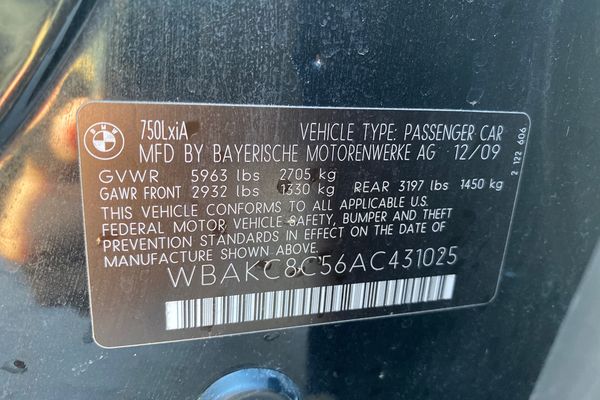 BMW
750LxiA VEHICLE TYPE: PASSENGER CAR
MFD BY BAYERISCHE MOTORENWERKE AG 12/09
GVWR 5963 lbs 2705 kg
GAWR FRONT 2932 lbs 1330 kg REAR 3197 lbs 1450 kg
THIS VEHICLE CONFORMS TO ALL APPLICABLE U.S.
FEDERAL MOTOR VEHICLE SAFETY, BUMPER AND THEFT
PREVENTION STANDARDS IN EFFECT ON THE DATE OF
MANUFACTURE SHOWN ABOVE.
WBAKC8C56AC431025
2 122 606